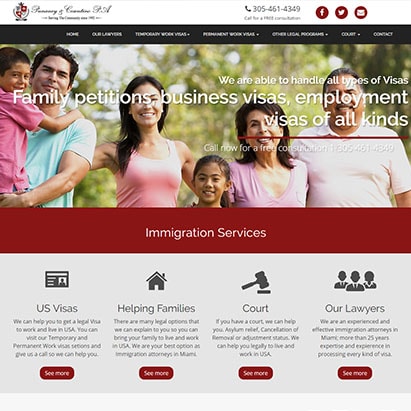 & Cosentino P.A
305-461-4349
Call for a FREE consultation
HOME OUR LAWYERS TEMPORARY WORK VISAS PERMANENT WORK VISAS OTHER LEGAL PROGRAMS COURT CONTACT
We are able to handle all types of Visas
Family petitions, business visas, employment
visas of all kinds
Call now for a free consultation 1-305-461-4349
Immigration Services
US Visas
We can help you to get a legal Visa
to work and live in USA. You can
visit our Temporary and
Permanent Work visas setions and
give us a call so we can help you.
See more
Helping Families
There are many legal options that
we can explain to you so you can
bring your family to live and work
in USA. We are your best option as
Immigration attorneys in Miami.
See more
Court
If you have a court, we can help
you. Asylum relief, Cancellation of
Removal or adjustment status. We
can help you legally to live and
work in USA.
See more
Our Lawyers
We are an experienced and
effective immigration attorneys in
Miami; more than 25 years
expertise and experience in
processing every kind of visa.
See more